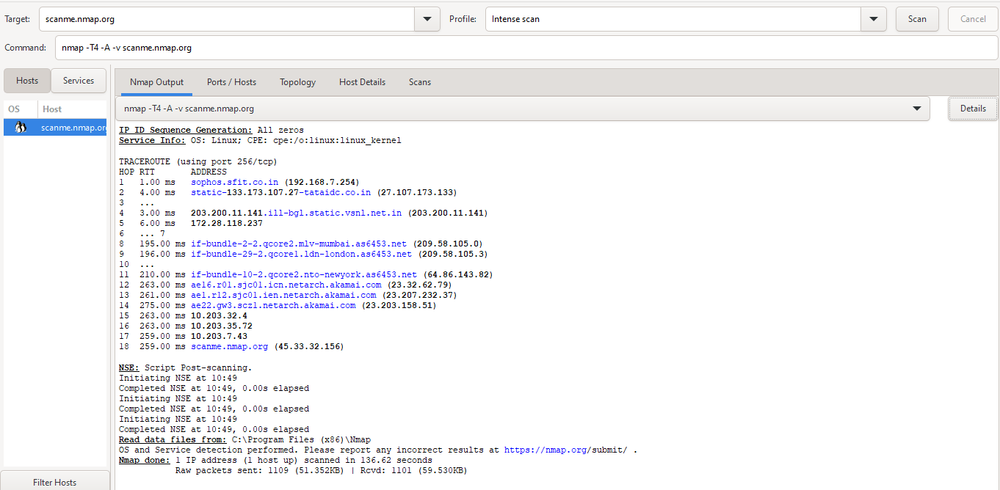 Target: scanme.nmap.org Profile: Intense scan Scan Cancel
Command: nmap -T4 -A -v scanme.nmap.org
Hosts Services
OS Host
scanme.nmap.or
Filter Hosts
Nmap Output Ports / Hosts Topology Host Details Scans
nmap -T4 -A -v scanme.nmap.org Details
IP ID Sequence Generation: All zeros
Service Info: OS: Linux; CPE: cpe:/o:linux:linux_kernel
TRACEROUTE (using port 256/tcp)
HOP RTT ADDRESS
1 1.00 ms sophos.sfit.co.in (192.168.7.254)
2 4.00 ms static-133.173.107.27-tataidc.co.in (27.107.173.133)
3 ...
4 3.00 ms 203.200.11.141.ill-bgl.static.vsnl.net.in (203.200.11.141)
5 6.00 ms 172.28.118.237
6 ... 7
8 195.00 ms if-bundle-2-2.qcore2.mlv-mumbai.as6453.net (209.58.105.0)
9 196.00 ms if-bundle-29-2.qcore1.ldn-london.as6453.net (209.58.105.3)
10 ...
11 210.00 ms if-bundle-10-2.qcore2.nto-newyork.as6453.net (64.86.143.82)
12 263.00 ms ae16.r01.sjc01.icn.netarch.akamai.com (23.32.62.79)
13 261.00 ms ae1.r12.sjc01.ien.netarch.akamai.com (23.207.232.37)
14 275.00 ms ae22.gw3.scz1.netarch.akamai.com (23.203.158.51)
15 263.00 ms 10.203.32.4
16 263.00 ms 10.203.35.72
17 259.00 ms 10.203.7.43
18 259.00 ms scanme.nmap.org (45.33.32.156)
NSE: Script Post-scanning.
Initiating NSE at 10:49
Completed NSE at 10:49, 0.00s elapsed
Initiating NSE at 10:49
Completed NSE at 10:49, 0.00s elapsed
Initiating NSE at 10:49
Completed NSE at 10:49, 0.00s elapsed
Read data files from: C:\Program Files (x86)\Nmap
OS and Service detection performed. Please report any incorrect results at https://nmap.org/submit/ .
Nmap done: 1 IP address (1 host up) scanned in 136.62 seconds
Raw packets sent: 1109 (51.352KB) | Rcvd: 1101 (59.530KB)